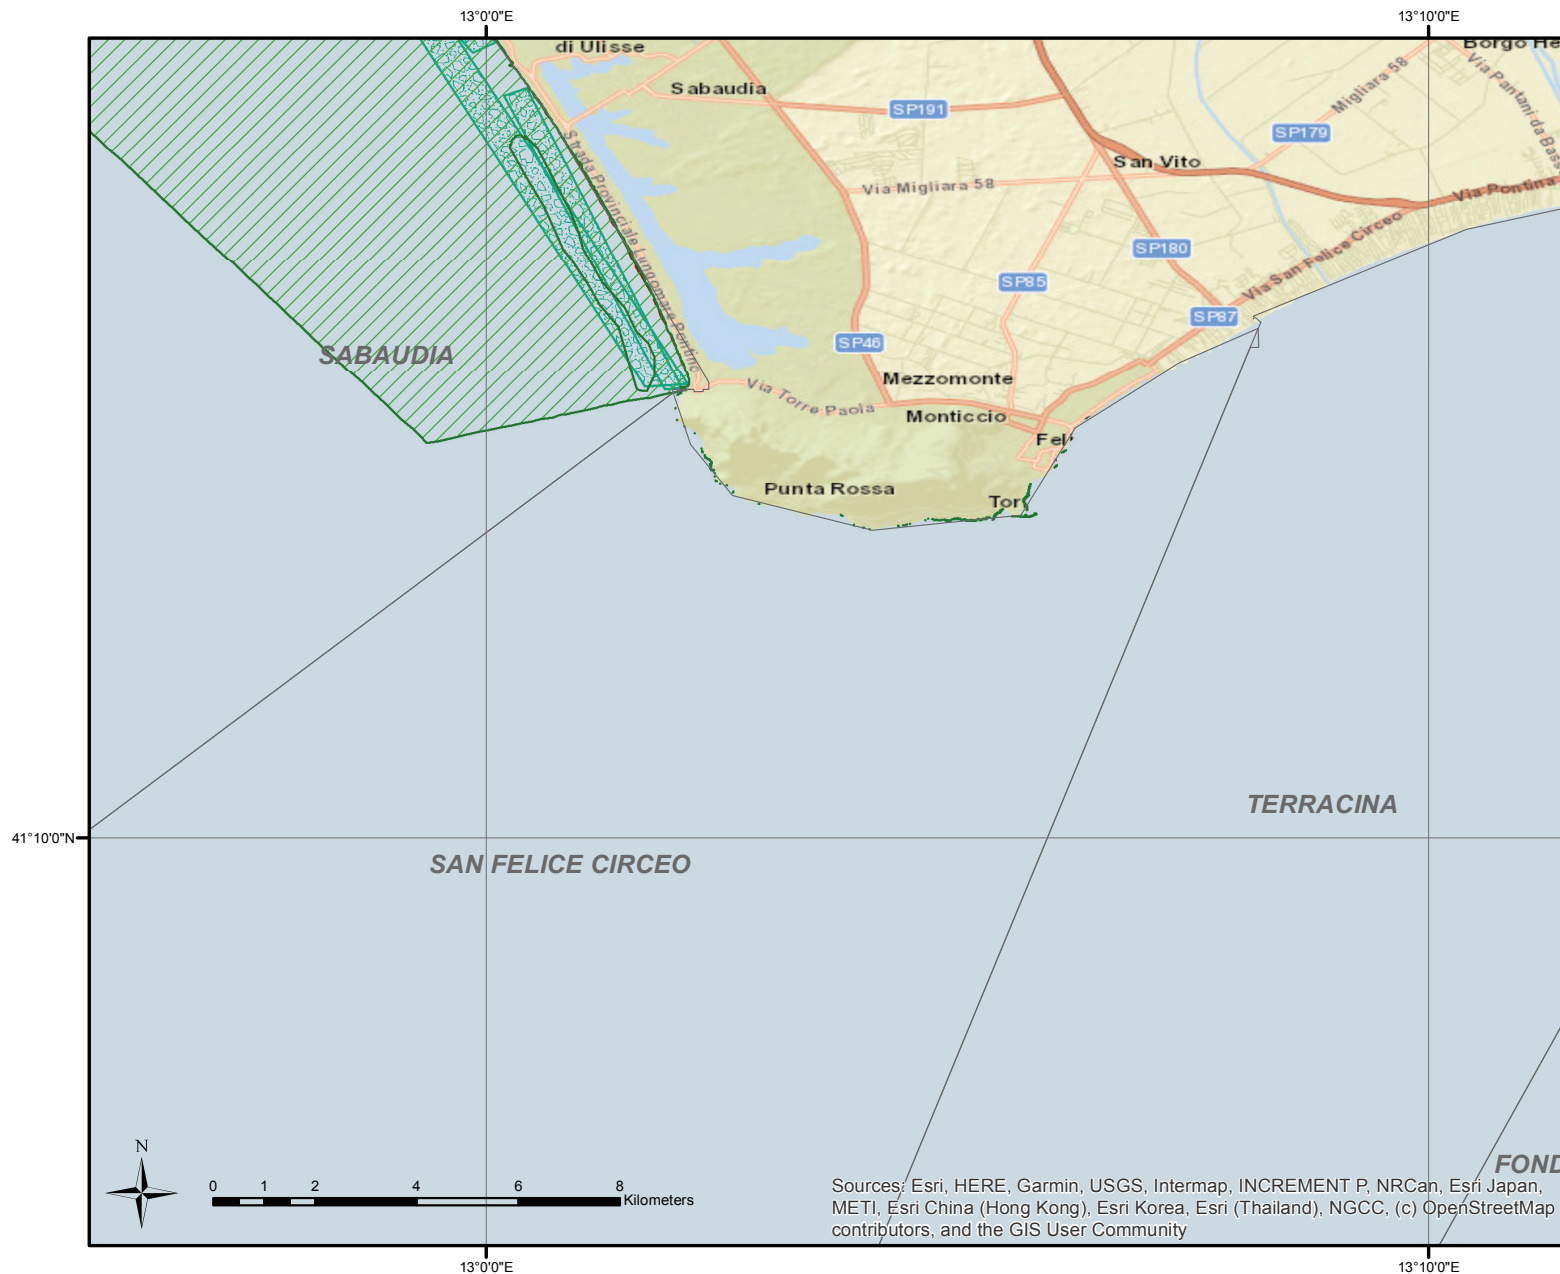 13°0'0"E
13°10'0"E
di Ulisse
Borgo He
Sabaudia
SP191
Migliara 58
Via Pantani da Bass
SP179
San Vito
Strada Provinciale Lungomare Pontino
Via Migliara 58
Via Pontina
SP180
Via San Felice Circeo
SP85
SP87
SP46
SABAUDIA
Mezzomonte
Via Torre Paola
Monticcio
Fel
Punta Rossa
Tor
TERRACINA
41°10'0"N
SAN FELICE CIRCEO
N
FOND
0 1 2 4 6 8
Kilometers
Sources: Esri, HERE, Garmin, USGS, Intermap, INCREMENT P, NRCan, Esri Japan,
METI, Esri China (Hong Kong), Esri Korea, Esri (Thailand), NGCC, (c) OpenStreetMap
contributors, and the GIS User Community
13°0'0"E
13°10'0"E